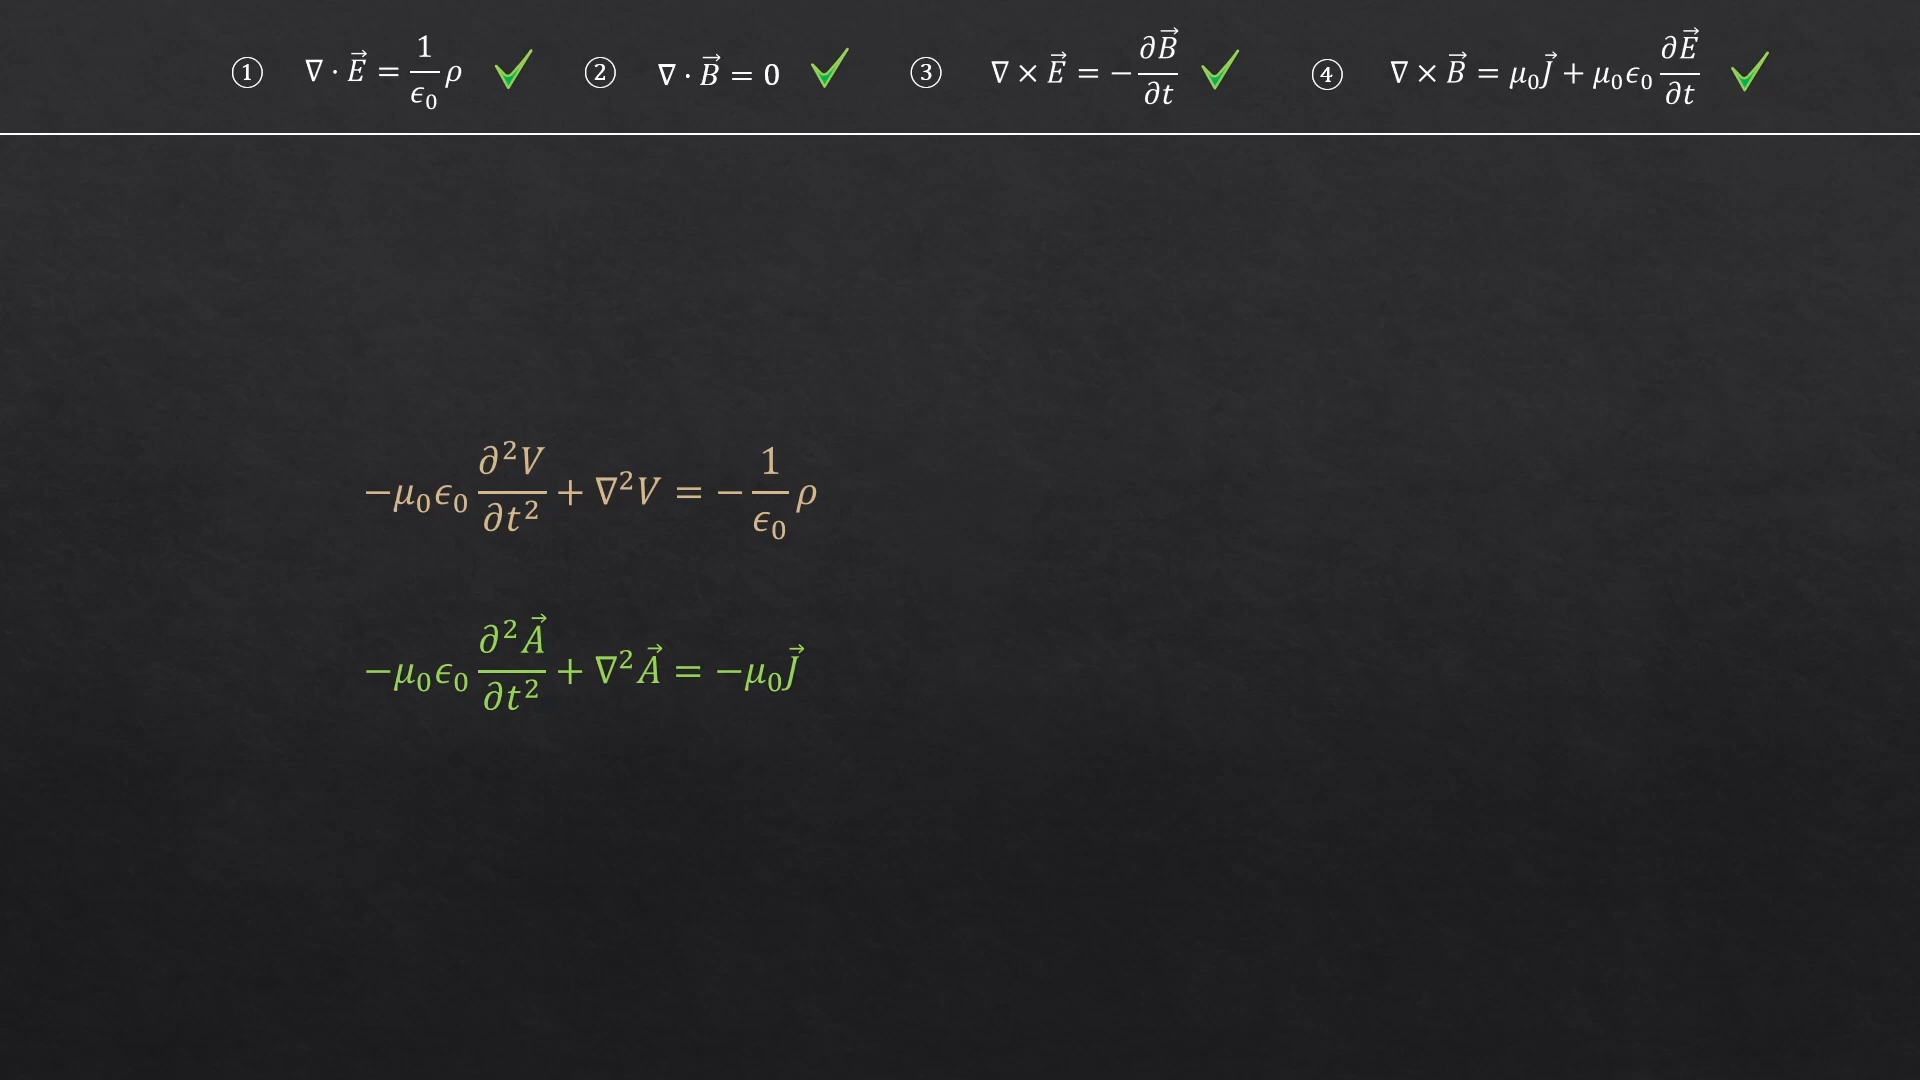 ① ∇ · E⃗ = 1/ϵ₀ ρ ② ∇ · B⃗ = 0 ③ ∇ × E⃗ = − ∂B⃗/∂t ④ ∇ × B⃗ = μ₀J⃗ + μ₀ϵ₀ ∂E⃗/∂t
−μ₀ϵ₀ ∂²V/∂t² + ∇²V = − 1/ϵ₀ ρ
−μ₀ϵ₀ ∂²A⃗/∂t² + ∇²A⃗ = −μ₀J⃗